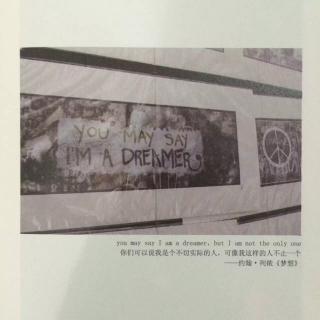 YOU MAY SAY
I'M A DREAMER
you may say I am a dreamer, but I am not the only one
你们可以说我是个不切实际的人，可像我这样的人不止一个
——约翰·列侬《梦想》